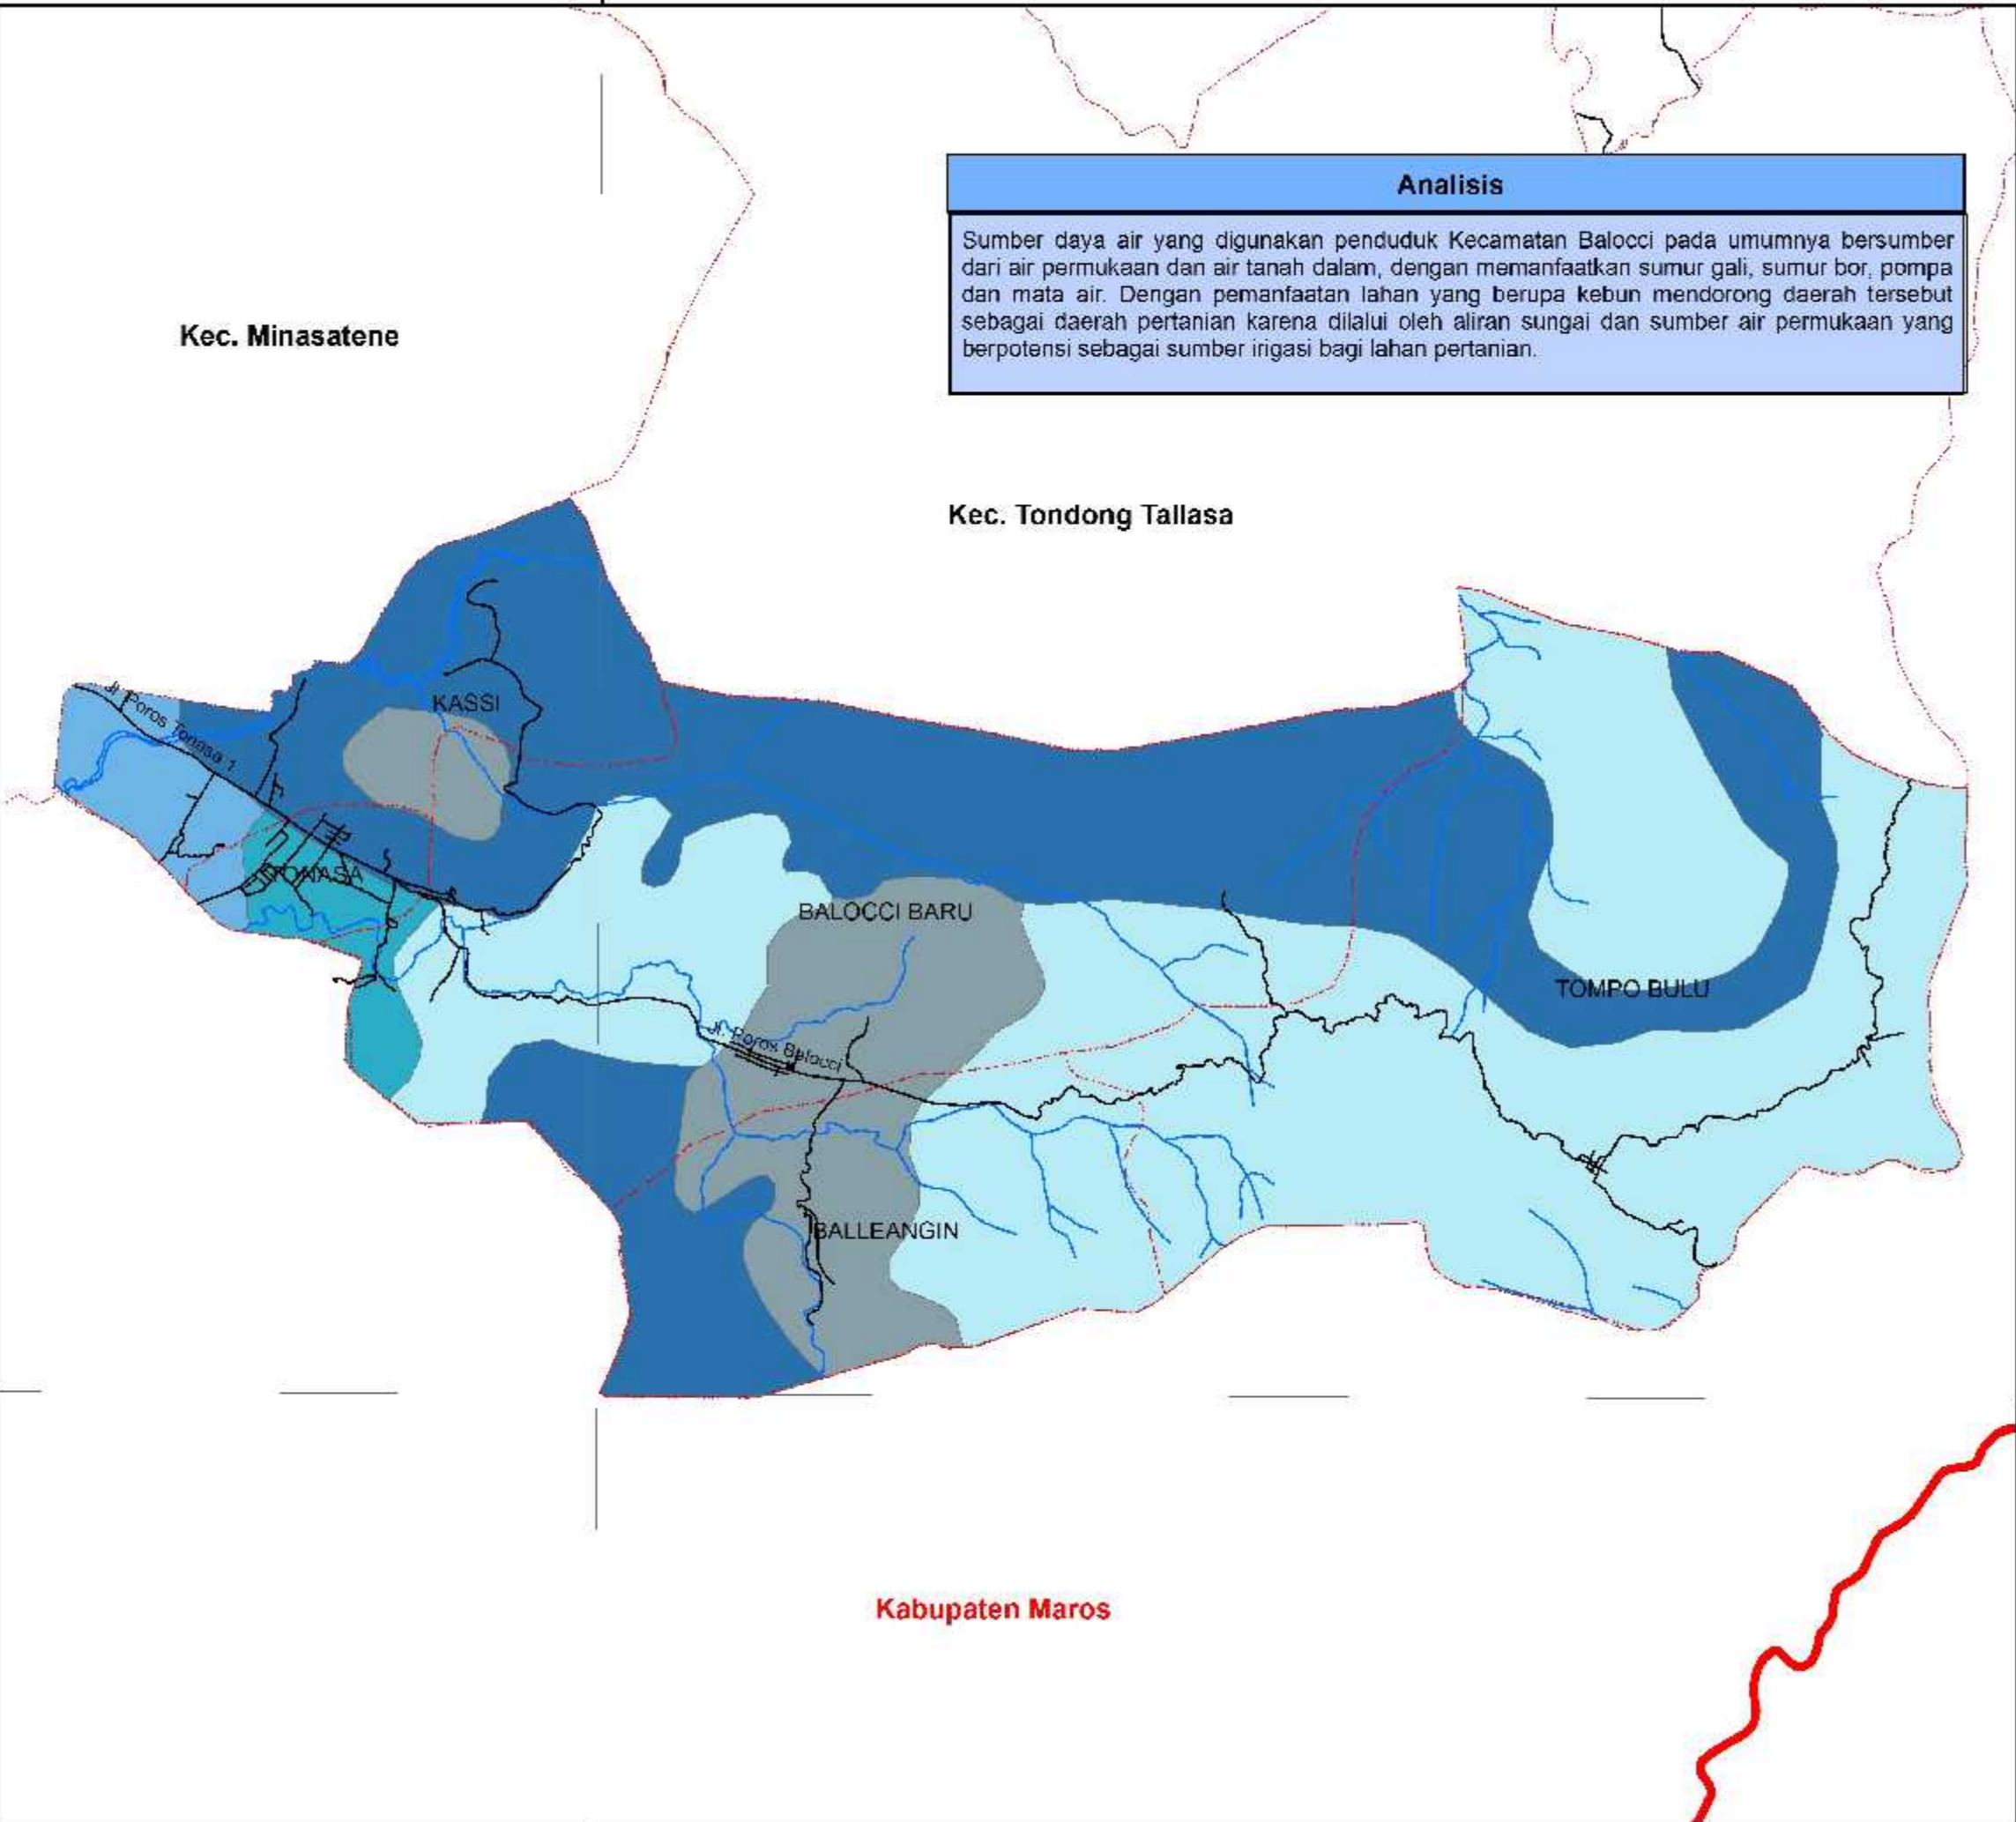 Analisis
Sumber daya air yang digunakan penduduk Kecamatan Balocci pada umumnya bersumber
dari air permukaan dan air tanah dalam, dengan memanfaatkan sumur gali, sumur bor, pompa
dan mata air. Dengan pemanfaatan lahan yang berupa kebun mendorong daerah tersebut
sebagai daerah pertanian karena dilalui oleh aliran sungai dan sumber air permukaan yang
berpotensi sebagai sumber irigasi bagi lahan pertanian.
Kec. Minasatene
Kec. Tondong Tallasa
KASSI
Jl. Poros Tonasa 1
TONASA
BALOCCI BARU
TOMPO BULU
Jl. Poros Balocci
BALLEANGIN
Kabupaten Maros